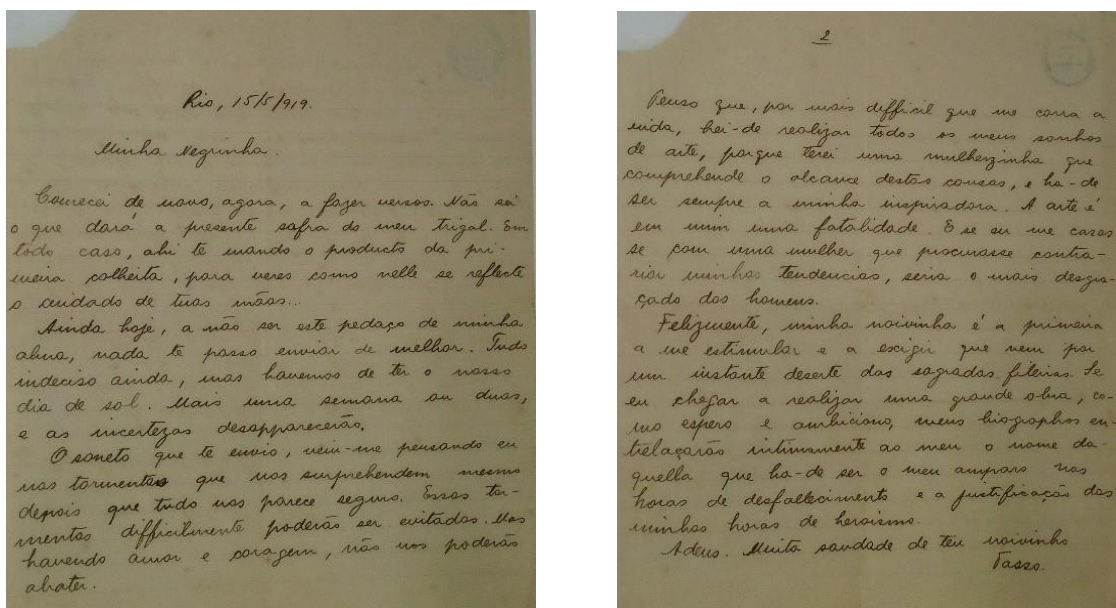 Rio, 15/5/919.
Minha Negrinha.
Comecei de novo, agora, a fazer versos. Não sei
o que dará a presente safra do meu trigal. Em
todo caso, ahi te mando o producto da pri-
meira colheita, para veres como nelle se reflecte
o cuidado de tuas mãos...
Ainda hoje, a não ser este pedaço de minha
alma, nada te posso enviar de melhor. Tudo
indeciso ainda, mas havemos de ter o nosso
dia de sol. Mais uma semana ou duas,
e as incertezas desapparecerão.
O soneto que te envio, veiu-me pensando eu
nas tormentas que nos surprehendem mesmo
depois que tudo nos parece seguro. Essas tor-
mentas difficilmente poderão ser evitadas. Mas
havendo amor e coragem, não nos poderão
abater.
2
Penso que, por mais difficil que me corra a
vida, hei-de realizar todos os meus sonhos
de arte, porque terei uma mulherzinha que
comprehende o alcance destas cousas, e ha-de
ser sempre a minha inspiradora. A arte é
em mim uma fatalidade. E se eu me casas
se com uma mulher que procurasse contra-
riar minhas tendencias, seria o mais desgra-
çado dos homens.
Felizmente, minha noivinha é a primeira
a me estimular e a exigir que nem por
um instante deserte das sagradas fileiras. Se
eu chegar a realizar uma grande obra, co-
mo espero e ambiciono, meus biographos en-
trelaçarão intimamente ao meu o nome da-
quella que ha-de ser o meu amparo nas
horas de desfallecimento e a justificação das
minhas horas de heroismo.
Adeus. Muita saudade de teu noivinho
Tasso.